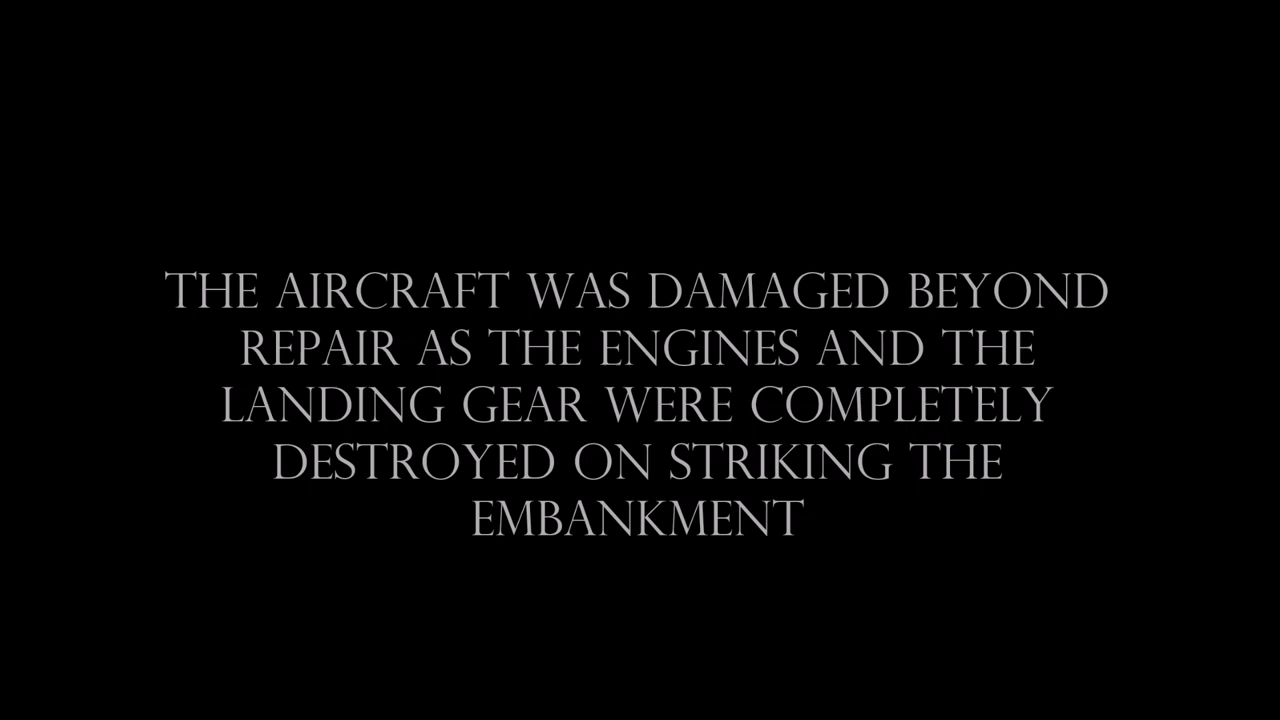 THE AIRCRAFT WAS DAMAGED BEYOND
REPAIR AS THE ENGINES AND THE
LANDING GEAR WERE COMPLETELY
DESTROYED ON STRIKING THE
EMBANKMENT